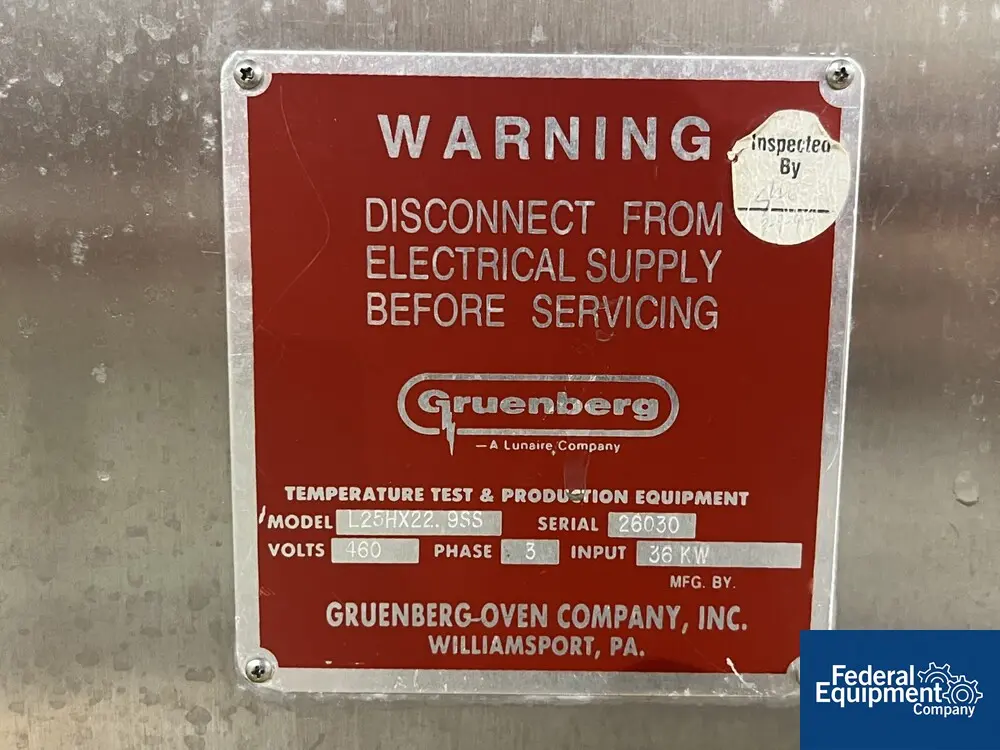 WARNING
Inspected
By
DISCONNECT FROM
ELECTRICAL SUPPLY
BEFORE SERVICING
Gruenberg
A Lunaire Company
TEMPERATURE TEST & PRODUCTION EQUIPMENT
MODEL L25HX22.9SS SERIAL 26030
VOLTS 460 PHASE 3 INPUT 36 KW
MFG. BY.
GRUENBERG OVEN COMPANY, INC.
WILLIAMSPORT, PA.
Federal
Equipment
Company